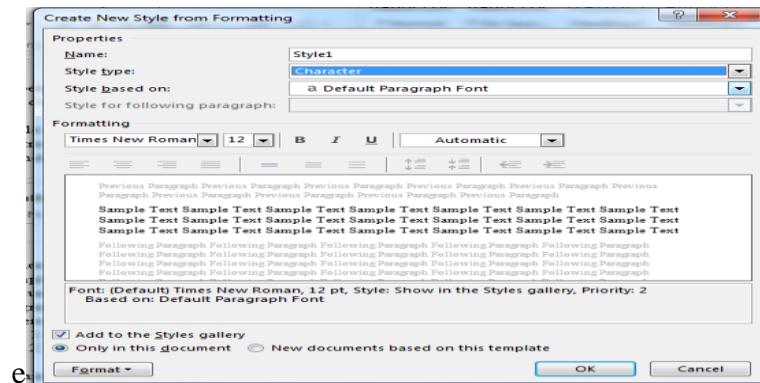 Create New Style from Formatting
Properties
Name: Style1
Style type: Character
Style based on: a Default Paragraph Font
Style for following paragraph:
Formatting
Times New Roman 12 B I U Automatic
Previous Paragraph Previous Paragraph Previous Paragraph Previous Paragraph Previous Paragraph Previous
Paragraph Previous Paragraph Previous Paragraph Previous Paragraph Previous Paragraph
Sample Text Sample Text Sample Text Sample Text Sample Text Sample Text Sample Text
Sample Text Sample Text Sample Text Sample Text Sample Text Sample Text Sample Text
Sample Text Sample Text Sample Text Sample Text Sample Text Sample Text Sample Text
Following Paragraph Following Paragraph Following Paragraph Following Paragraph Following Paragraph
Following Paragraph Following Paragraph Following Paragraph Following Paragraph Following Paragraph
Following Paragraph Following Paragraph Following Paragraph Following Paragraph Following Paragraph
Following Paragraph Following Paragraph Following Paragraph Following Paragraph Following Paragraph
Font: (Default) Times New Roman, 12 pt, Style: Show in the Styles gallery, Priority: 2
Based on: Default Paragraph Font
Add to the Styles gallery
Only in this document New documents based on this template
e Format OK Cancel